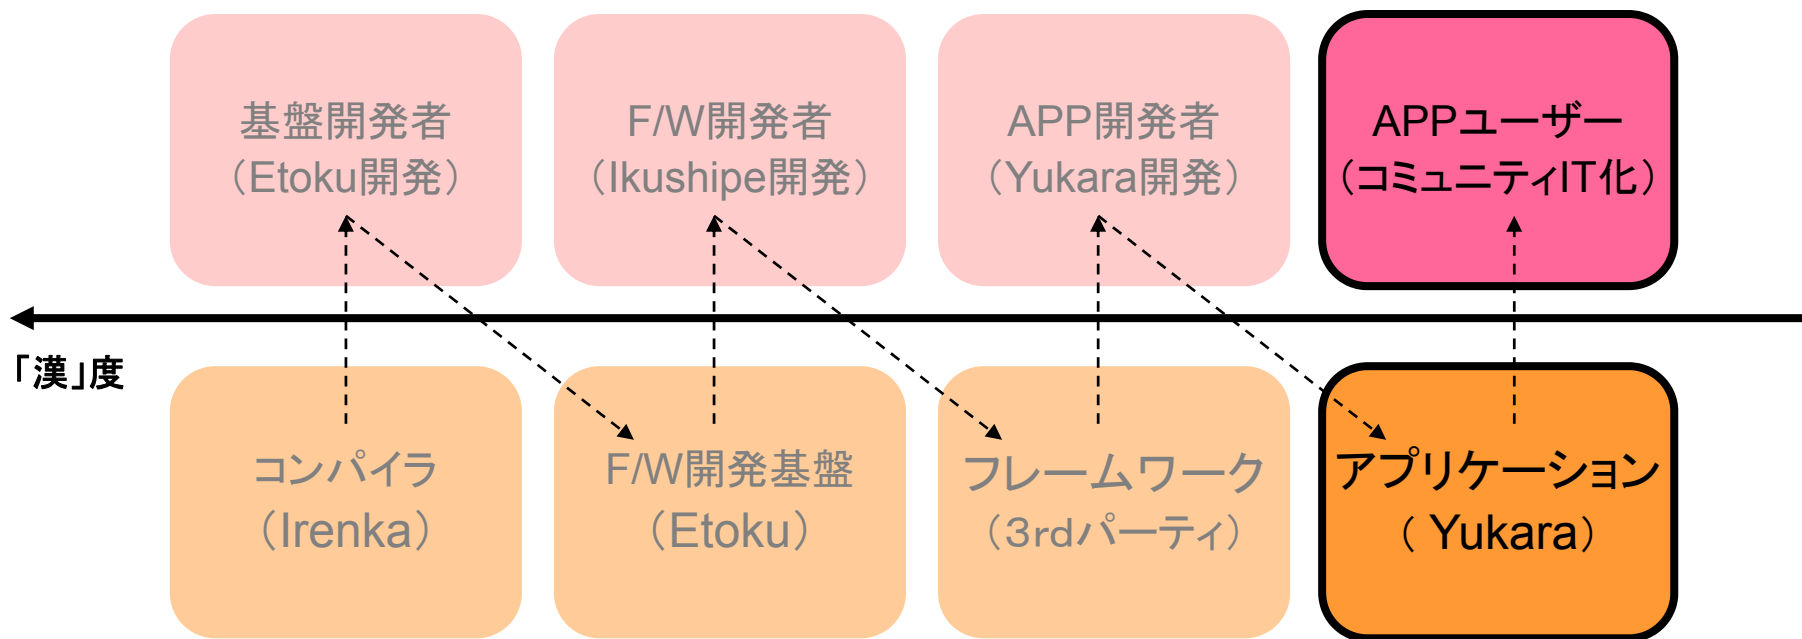 基盤開発者
（Etoku開発）
F/W開発者
（Ikushipe開発）
APP開発者
（Yukara開発）
APPユーザー
（コミュニティIT化）
「漢」度
コンパイラ
（Irenka）
F/W開発基盤
（Etoku）
フレームワーク
（3rdパーティ）
アプリケーション
（ Yukara）